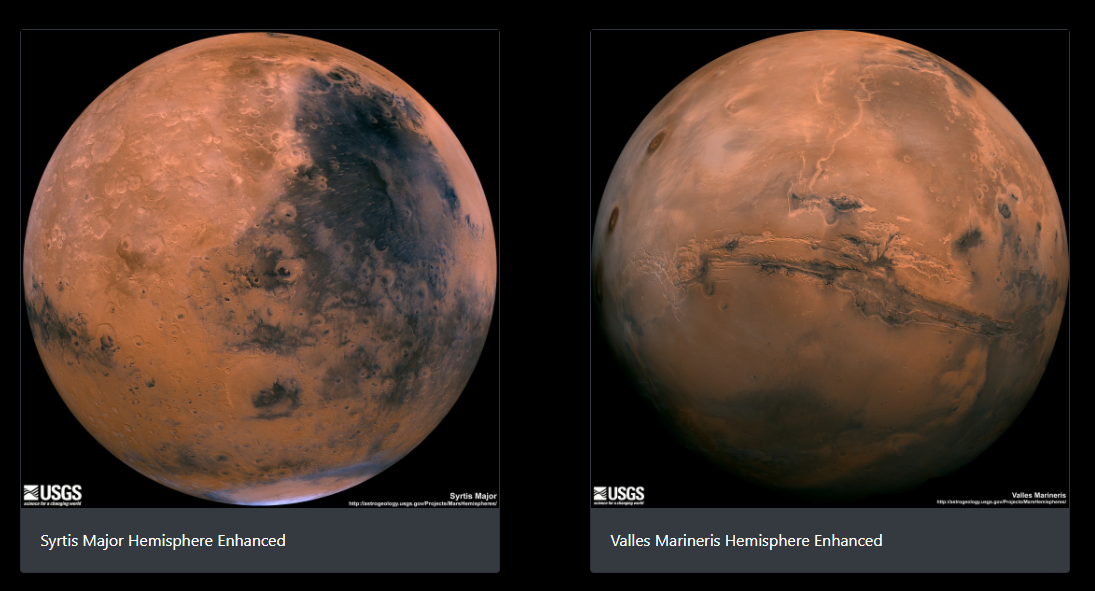 USGS
science for a changing world
Syrtis Major
http://astrogeology.usgs.gov/Projects/MarsHemispheres/
Syrtis Major Hemisphere Enhanced
USGS
science for a changing world
Valles Marineris
http://astrogeology.usgs.gov/Projects/MarsHemispheres/
Valles Marineris Hemisphere Enhanced